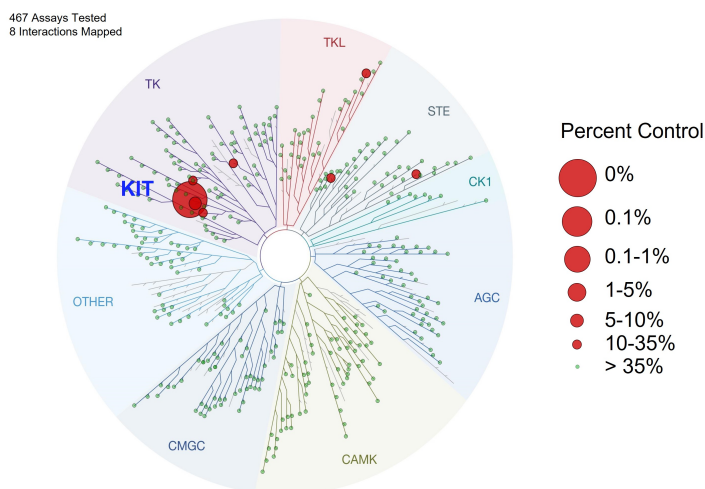 467 Assays Tested
8 Interactions Mapped
TKL
TK
STE
KIT
CK1
OTHER
AGC
CMGC
CAMK
Percent Control
0%
0.1%
0.1-1%
1-5%
5-10%
10-35%
> 35%